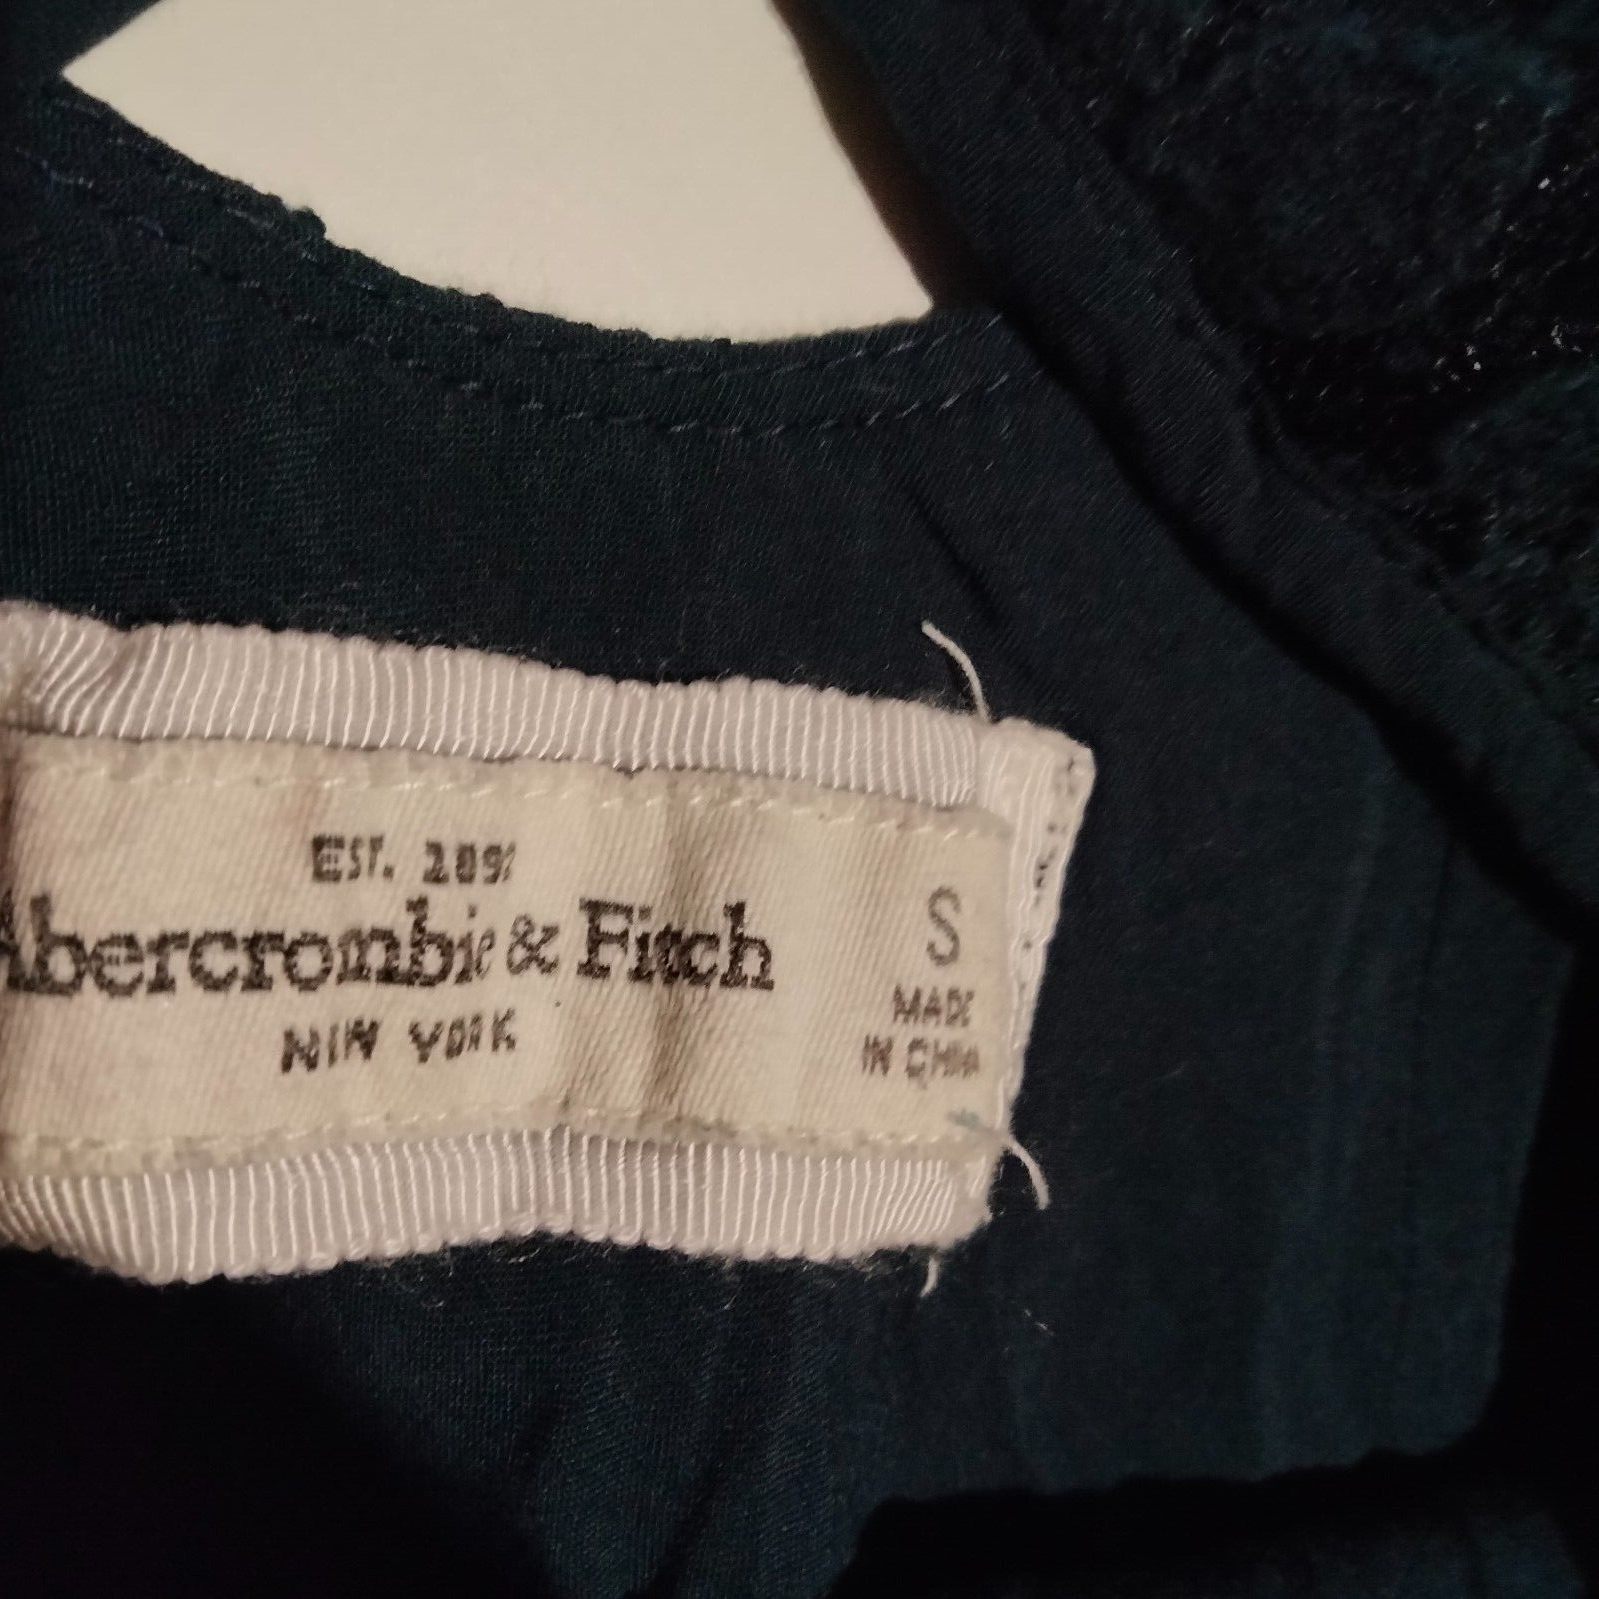 EST. 1892
Abercrombie & Fitch
NEW YORK
S
MADE
IN CHINA